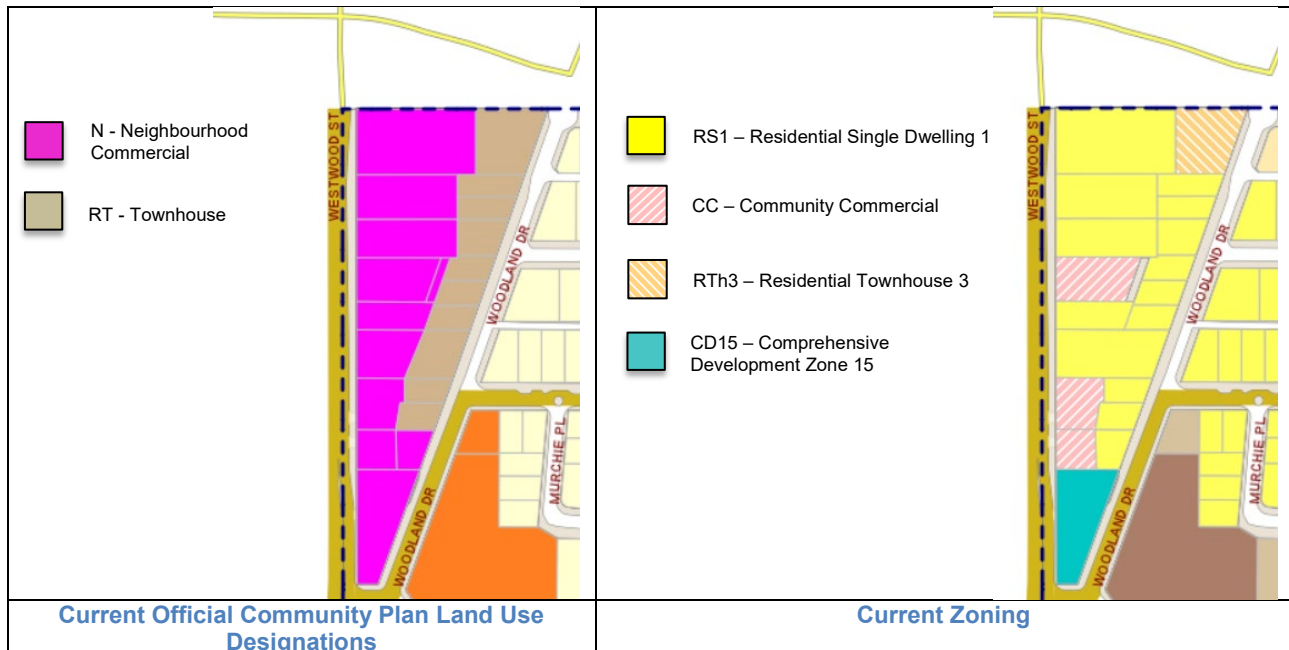 N - Neighbourhood
Commercial
RT - Townhouse
WESTWOOD ST
WOODLAND DR
WOODLAND DR
MURCHIE PL
Current Official Community Plan Land Use
Designations
RS1 – Residential Single Dwelling 1
CC – Community Commercial
RTh3 – Residential Townhouse 3
CD15 – Comprehensive
Development Zone 15
WESTWOOD ST
WOODLAND DR
WOODLAND DR
MURCHIE PL
Current Zoning